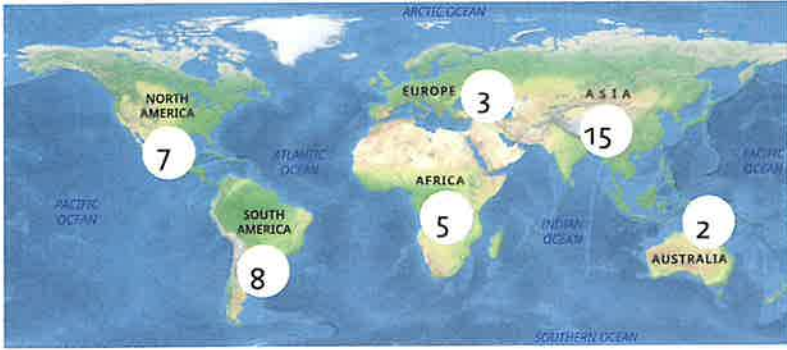 ARCTIC OCEAN
EUROPE
ASIA
3
NORTH
AMERICA
15
7
ATLANTIC
OCEAN
PACIFIC
OCEAN
AFRICA
PACIFIC
OCEAN
SOUTH
AMERICA
5
INDIAN
OCEAN
2
AUSTRALIA
8
SOUTHERN OCEAN